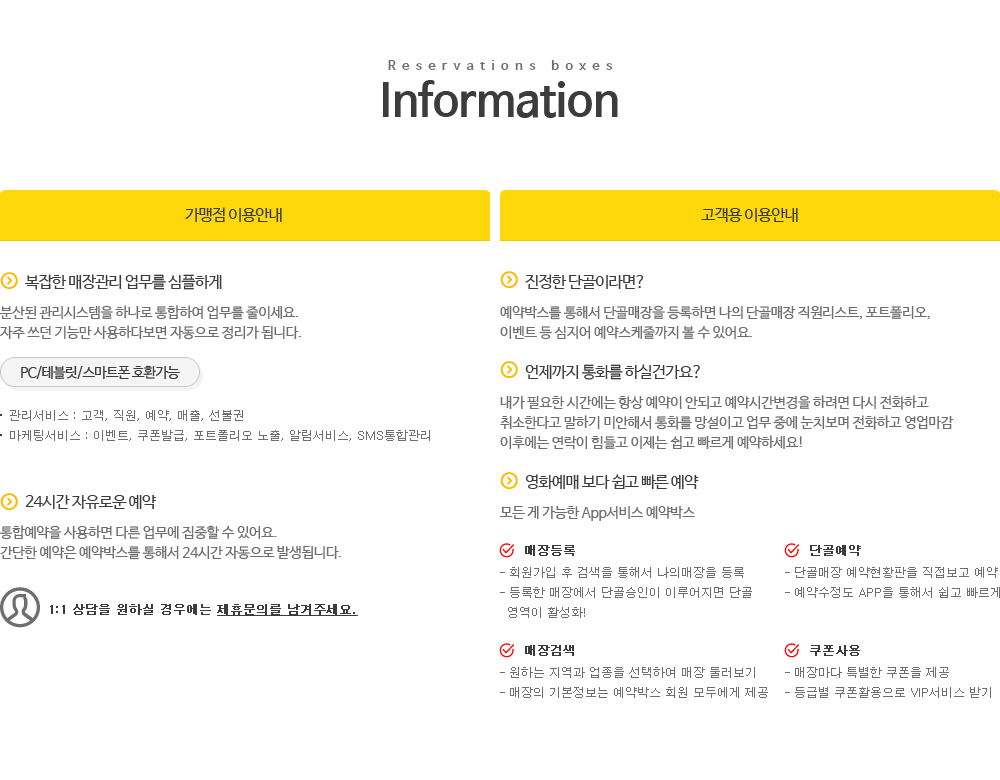 Reservations boxes
Information
가맹점 이용안내
복잡한 매장관리 업무를 심플하게
분산된 관리시스템을 하나로 통합하여 업무를 줄이세요.
자주 쓰던 기능만 사용하다보면 자동으로 정리가 됩니다.
PC/테블릿/스마트폰 호환가능
· 관리서비스 : 고객, 직원, 예약, 매출, 선불권
· 마케팅서비스 : 이벤트, 쿠폰발급, 포트폴리오 노출, 알림서비스, SMS통합관리
24시간 자유로운 예약
통합예약을 사용하면 다른 업무에 집중할 수 있어요.
간단한 예약은 예약박스를 통해서 24시간 자동으로 발생됩니다.
1:1 상담을 원하실 경우에는 제휴문의를 남겨주세요.
고객용 이용안내
진정한 단골이라면?
예약박스를 통해서 단골매장을 등록하면 나의 단골매장 직원리스트, 포트폴리오,
이벤트 등 심지어 예약스케줄까지 볼 수 있어요.
언제까지 통화를 하실건가요?
내가 필요한 시간에는 항상 예약이 안되고 예약시간변경을 하려면 다시 전화하고
취소한다고 말하기 미안해서 통화를 망설이고 업무 중에 눈치보며 전화하고 영업마감
이후에는 연락이 힘들고 이제는 쉽고 빠르게 예약하세요!
영화예매 보다 쉽고 빠른 예약
모든 게 가능한 App서비스 예약박스
매장등록
- 회원가입 후 검색을 통해서 나의매장을 등록
- 등록한 매장에서 단골승인이 이루어지면 단골
영역이 활성화!
단골예약
- 단골매장 예약현황판을 직접보고 예약
- 예약수정도 APP을 통해서 쉽고 빠르게
매장검색
- 원하는 지역과 업종을 선택하여 매장 둘러보기
- 매장의 기본정보는 예약박스 회원 모두에게 제공
쿠폰사용
- 매장마다 특별한 쿠폰을 제공
- 등급별 쿠폰활용으로 VIP서비스 받기